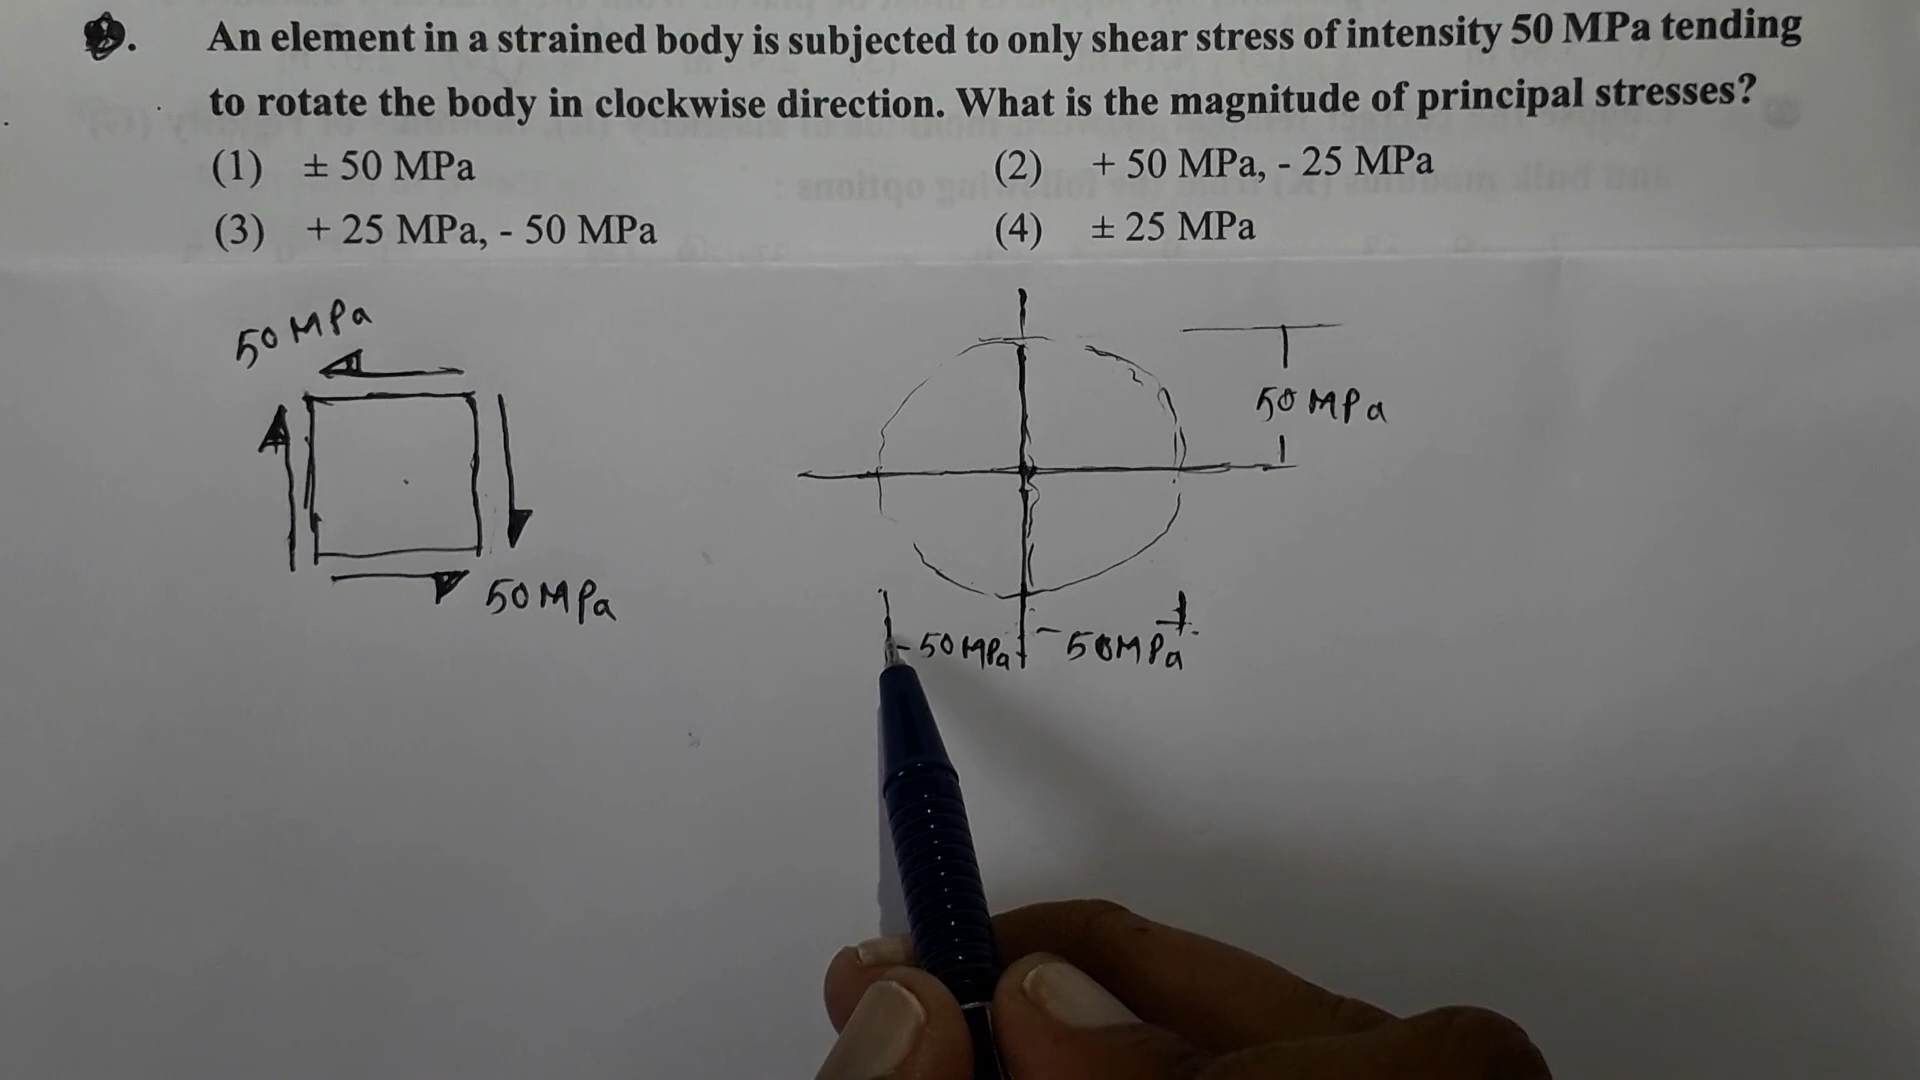 An element in a strained body is subjected to only shear stress of intensity 50 MPa tending
to rotate the body in clockwise direction. What is the magnitude of principal stresses?
(1) ± 50 MPa (2) + 50 MPa, - 25 MPa
(3) + 25 MPa, - 50 MPa (4) ± 25 MPa
50 MPa
50 MPa
50 MPa
50 MPa
50 MPa